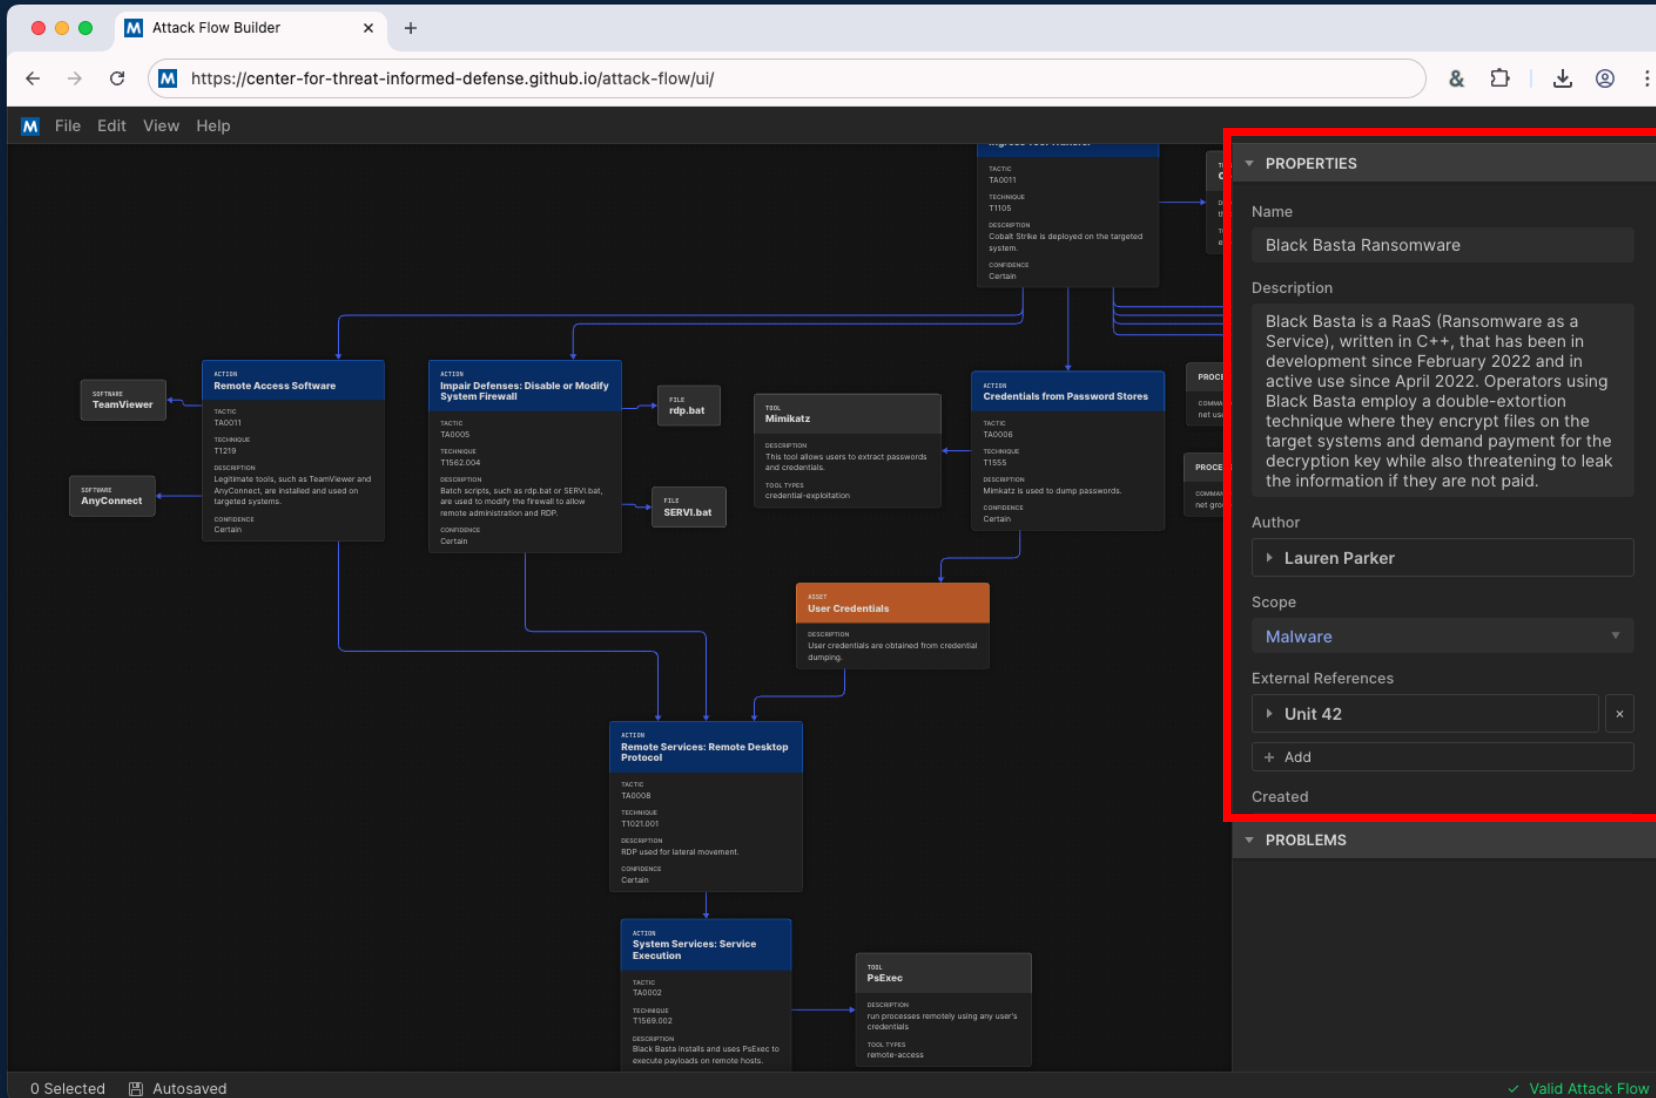 Attack Flow Builder
https://center-for-threat-informed-defense.github.io/attack-flow/ui/
File Edit View Help
TACTIC
TA0011
TECHNIQUE
T1105
DESCRIPTION
Cobalt Strike is deployed on the targeted
system.
CONFIDENCE
Certain
SOFTWARE
TeamViewer
SOFTWARE
AnyConnect
ACTION
Remote Access Software
TACTIC
TA0011
TECHNIQUE
T1219
DESCRIPTION
Legitimate tools, such as TeamViewer and
AnyConnect, are installed and used on
targeted systems.
CONFIDENCE
Certain
ACTION
Impair Defenses: Disable or Modify
System Firewall
TACTIC
TA0005
TECHNIQUE
T1562.004
DESCRIPTION
Batch scripts, such as rdp.bat or SERVI.bat,
are used to modify the firewall to allow
remote administration and RDP.
CONFIDENCE
Certain
FILE
rdp.bat
FILE
SERVI.bat
TOOL
Mimikatz
DESCRIPTION
This tool allows users to extract passwords
and credentials.
TOOL TYPES
credential-exploitation
ACTION
Credentials from Password Stores
TACTIC
TA0006
TECHNIQUE
T1555
DESCRIPTION
Mimkatz is used to dump passwords.
CONFIDENCE
Certain
ASSET
User Credentials
DESCRIPTION
User credentials are obtained from credential
dumping.
ACTION
Remote Services: Remote Desktop
Protocol
TACTIC
TA0008
TECHNIQUE
T1021.001
DESCRIPTION
RDP used for lateral movement.
CONFIDENCE
Certain
ACTION
System Services: Service
Execution
TACTIC
TA0002
TECHNIQUE
T1569.002
DESCRIPTION
Black Basta installs and uses PsExec to
execute payloads on remote hosts.
TOOL
PsExec
DESCRIPTION
run processes remotely using any user's
credentials
TOOL TYPES
remote-access
PROPERTIES
Name
Black Basta Ransomware
Description
Black Basta is a RaaS (Ransomware as a
Service), written in C++, that has been in
development since February 2022 and in
active use since April 2022. Operators using
Black Basta employ a double-extortion
technique where they encrypt files on the
target systems and demand payment for the
decryption key while also threatening to leak
the information if they are not paid.
Author
Lauren Parker
Scope
Malware
External References
Unit 42
+ Add
Created
PROBLEMS
0 Selected Autosaved
Valid Attack Flow